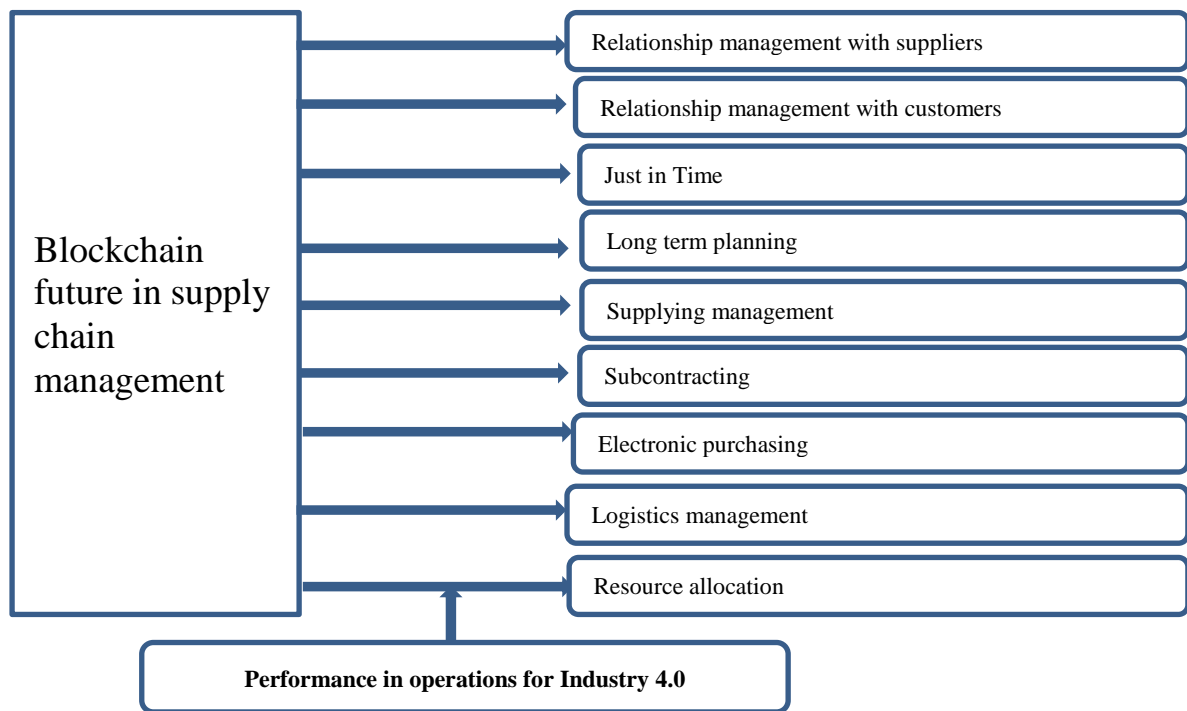 Relationship management with suppliers
Relationship management with customers
Just in Time
Blockchain
future in supply
chain
management
Long term planning
Supplying management
Subcontracting
Electronic purchasing
Logistics management
Resource allocation
Performance in operations for Industry 4.0